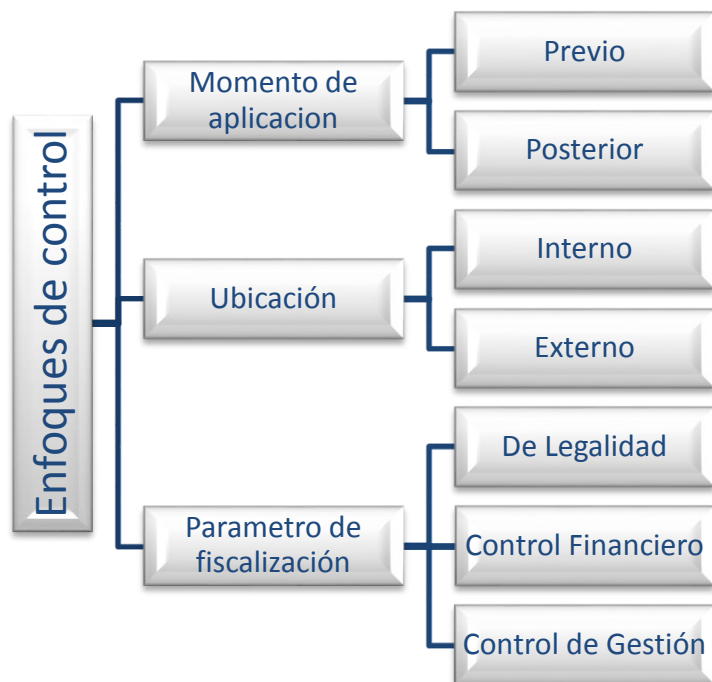 Enfoques de control
Momento de
aplicacion
Previo
Posterior
Ubicación
Interno
Externo
Parametro de
fiscalización
De Legalidad
Control Financiero
Control de Gestión